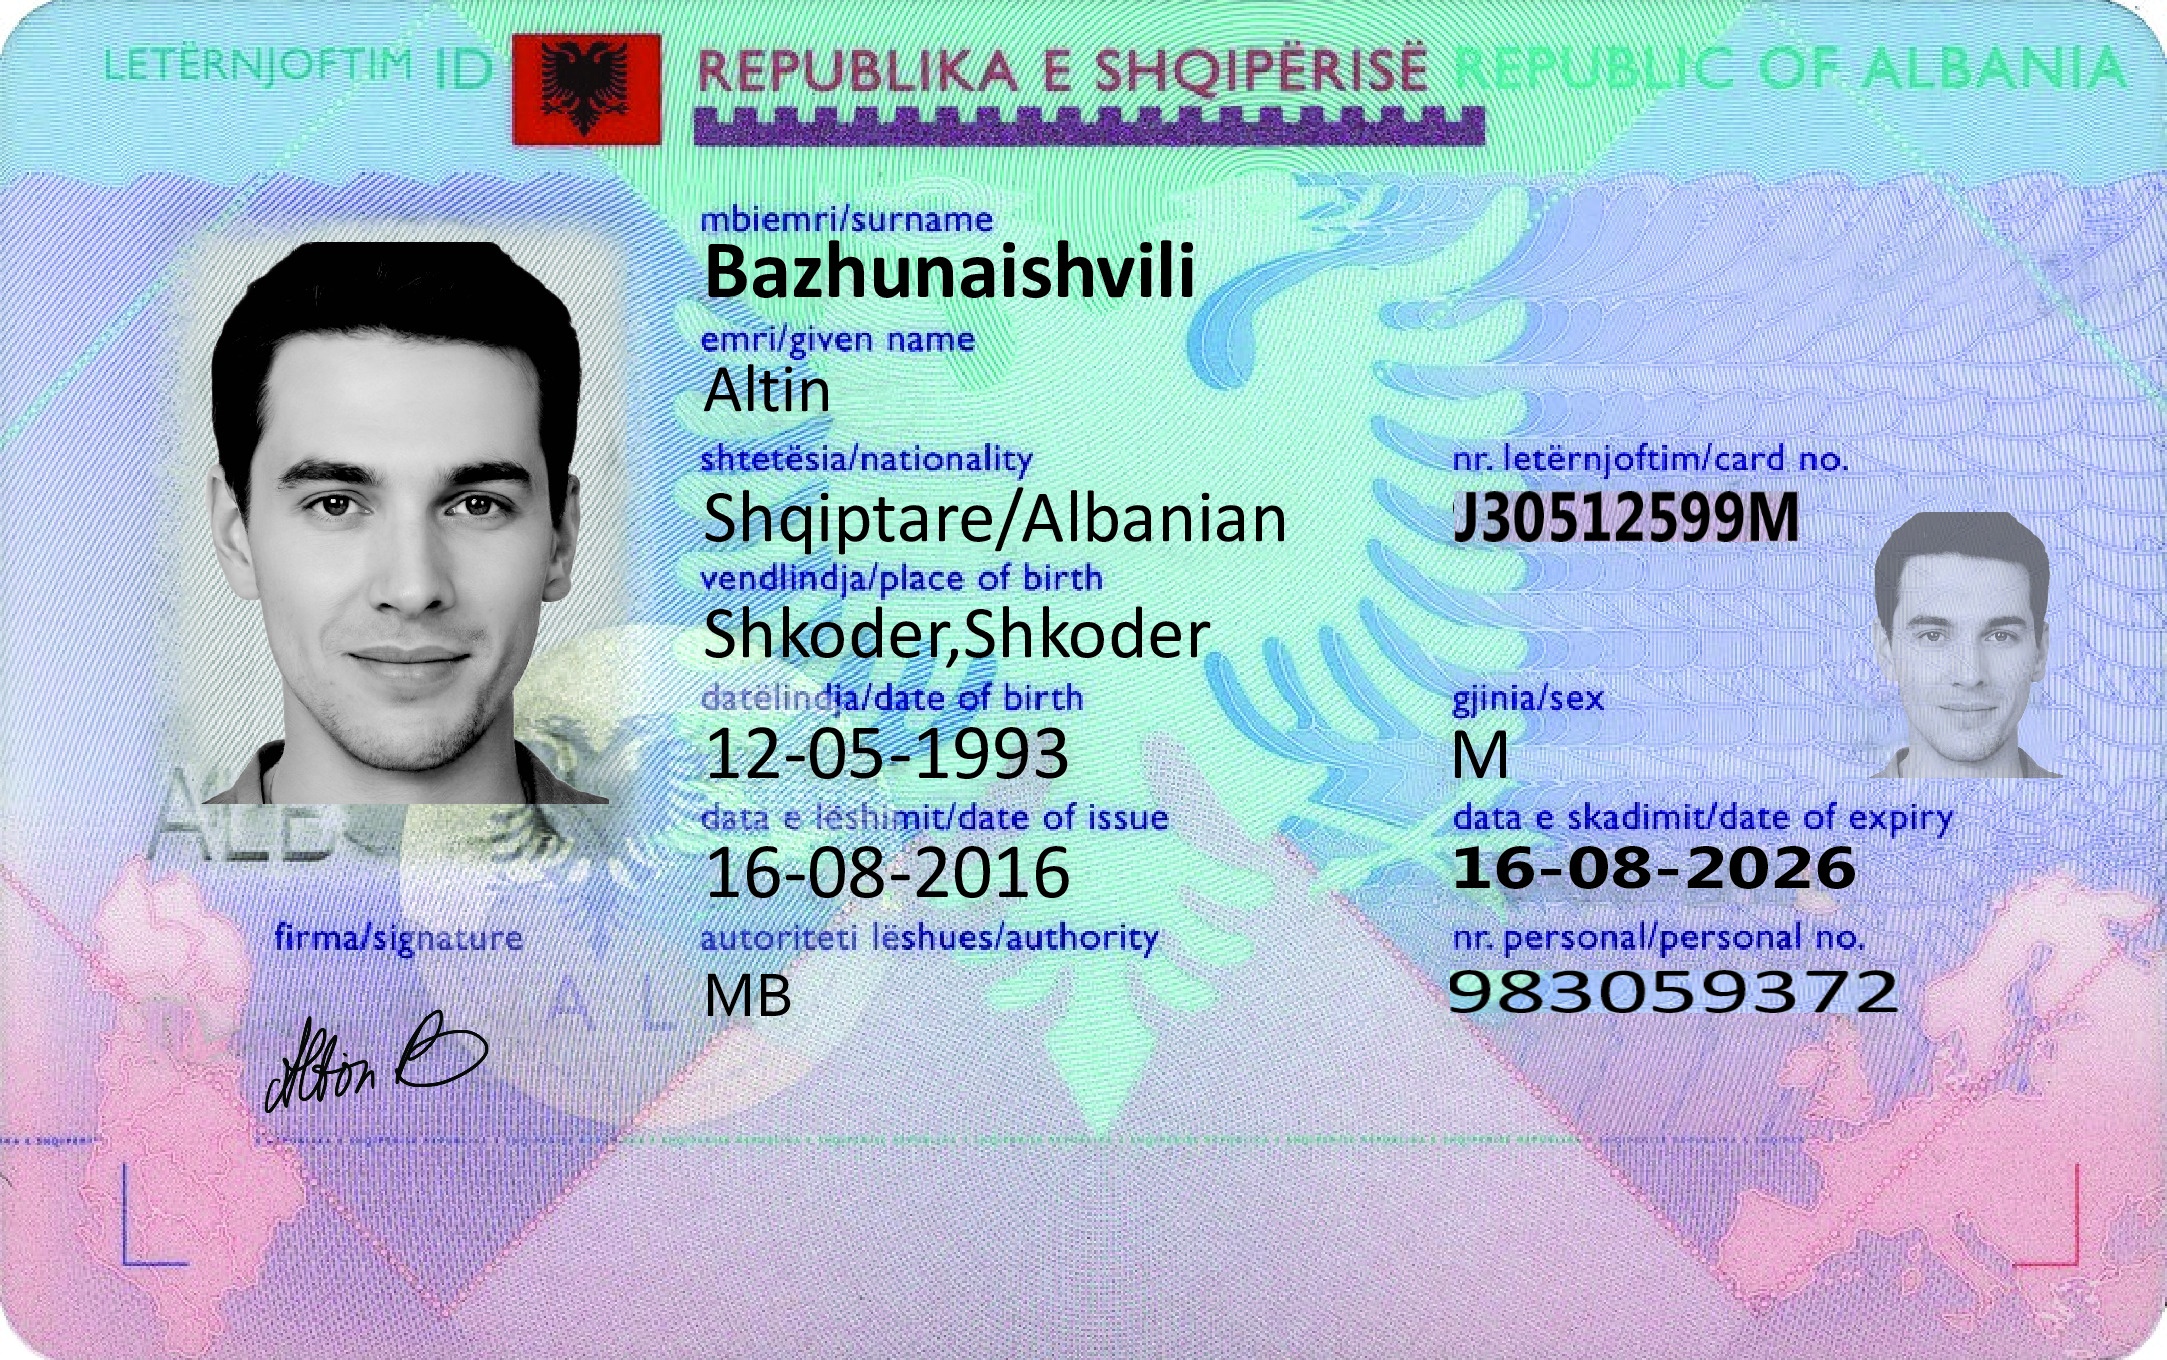 LETËRNJOFTIM ID REPUBLIKA E SHQIPËRISË REPUBLIC OF ALBANIA
mbiemri/surname
Bazhunaishvili
emri/given name
Altin
shtetësia/nationality nr. letërnjoftim/card no.
Shqiptare/Albanian J30512599M
vendlindja/place of birth
Shkoder,Shkoder
datëlindja/date of birth gjinia/sex
12-05-1993 M
data e lëshimit/date of issue data e skadimit/date of expiry
16-08-2016 16-08-2026
firma/signature autoriteti lëshues/authority nr. personal/personal no.
MB 983059372
Altin B